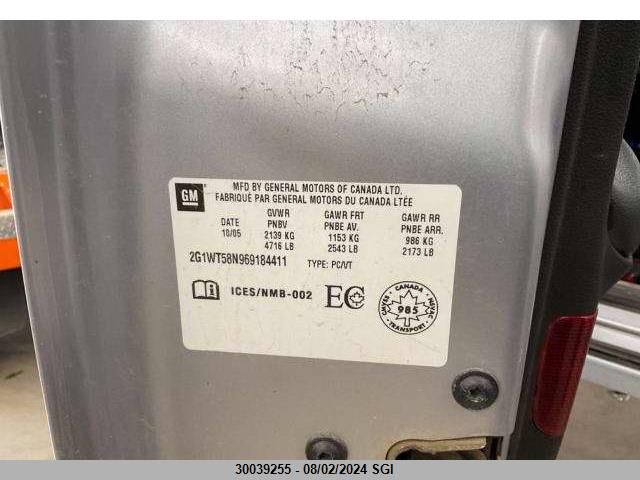 GM
MFD BY GENERAL MOTORS OF CANADA LTD.
FABRIQUÉ PAR GENERAL MOTORS DU CANADA LTÉE
DATE
18/05
GVWR
PNBV
2139 KG
4716 LB
GAWR FRT
PNBE AV.
1153 KG
2543 LB
GAWR RR
PNBE ARR.
986 KG
2173 LB
2G1WT58N969184411 TYPE: PC/VT
ICES/NMB-002 EC
CANADA
985
TRANSPORT
30039255 - 08/02/2024 SGI